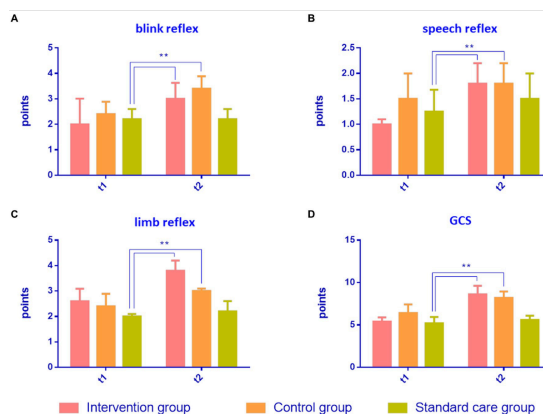 A
blink reflex
points
5
4
3
2
1
0
**
t1
t2
B
speech reflex
points
2.5
2.0
1.5
1.0
0.5
0.0
**
t1
t2
C
limb reflex
points
5
4
3
2
1
0
**
t1
t2
D
GCS
points
15
10
5
0
**
t1
t2
Intervention group
Control group
Standard care group